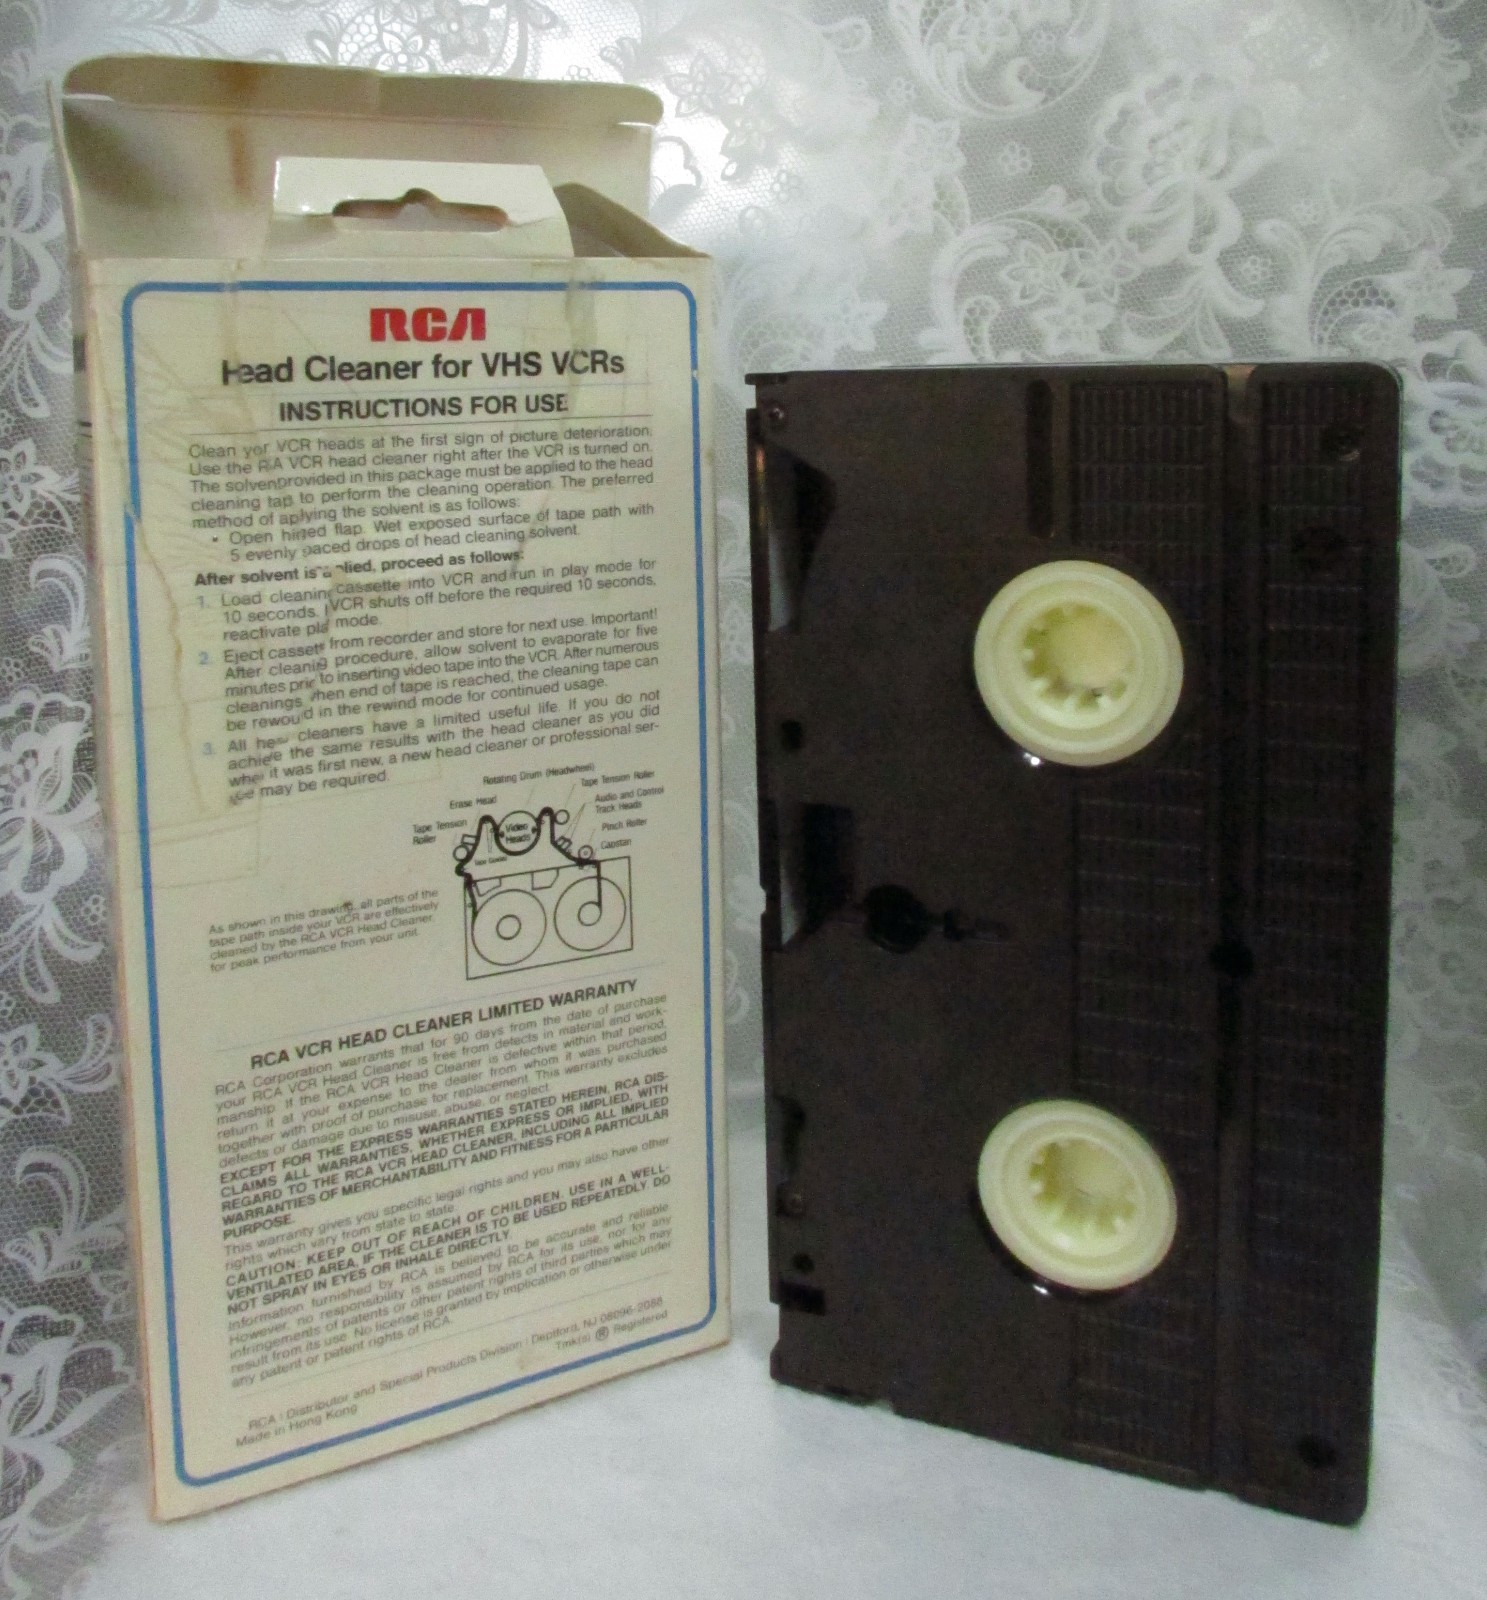 RCA
Head Cleaner for VHS VCRs
INSTRUCTIONS FOR USE
Clean yor VCR heads at the first sign of picture deterioration.
Use the R A VCR head cleaner right after the VCR is turned on.
The solvent provided in this package must be applied to the head
cleaning tap to perform the cleaning operation. The preferred
method of aplying the solvent is as follows:
• Open hinted flap. Wet exposed surface of tape path with
5 evenly paced drops of head cleaning solvent.
After solvent is a lied, proceed as follows:
1. Load cleaning cassette into VCR and run in play mode for
10 seconds. VCR shuts off before the required 10 seconds,
reactivate pla mode.
2. Eject casset from recorder and store for next use. Important!
After cleaning procedure, allow solvent to evaporate for five
minutes prior to inserting video tape into the VCR. After numerous
cleanings when end of tape is reached, the cleaning tape can
be rewound in the rewind mode for continued usage.
3. All head cleaners have a limited useful life. If you do not
achieve the same results with the head cleaner as you did
when it was first new, a new head cleaner or professional ser-
may be required.
Rotating Drum (Headwheel)
Erase Head
Tape Tension Roller
Audio and Control
Track Heads
Tape Tension
Roller
Video
Heads
Pinch Roller
Capstan
As shown in this drawing, all parts of the
tape path inside your VCR are effectively
cleaned by the RCA VCR Head Cleaner,
for peak performance from your unit.
RCA VCR HEAD CLEANER LIMITED WARRANTY
RCA Corporation warrants that for 90 days from the date of purchase
your RCA VCR Head Cleaner is free from defects in material and work-
manship. If the RCA VCR Head Cleaner is defective within that period,
return it at your expense to the dealer from whom it was purchased
together with proof of purchase for replacement. This warranty excludes
defects or damage due to misuse, abuse, or neglect.
EXCEPT FOR THE EXPRESS WARRANTIES STATED HEREIN, RCA DIS-
CLAIMS ALL WARRANTIES, WHETHER EXPRESS OR IMPLIED, WITH
REGARD TO THE RCA VCR HEAD CLEANER, INCLUDING ALL IMPLIED
WARRANTIES OF MERCHANTABILITY AND FITNESS FOR A PARTICULAR
PURPOSE.
This warranty gives you specific legal rights and you may also have other
rights which vary from state to state.
CAUTION: KEEP OUT OF REACH OF CHILDREN. USE IN A WELL-
VENTILATED AREA, IF THE CLEANER IS TO BE USED REPEATEDLY. DO
NOT SPRAY IN EYES OR INHALE DIRECTLY.
Information furnished by RCA is believed to be accurate and reliable.
However, no responsibility is assumed by RCA for its use, nor for any
infringements of patents or other patent rights of third parties which may
result from its use. No license is granted by implication or otherwise under
any patent or patent rights of RCA.
RCA | Distributor and Special Products Division | Deptford, NJ 08096-2088
Made in Hong Kong
Tmk(s) ® Registered